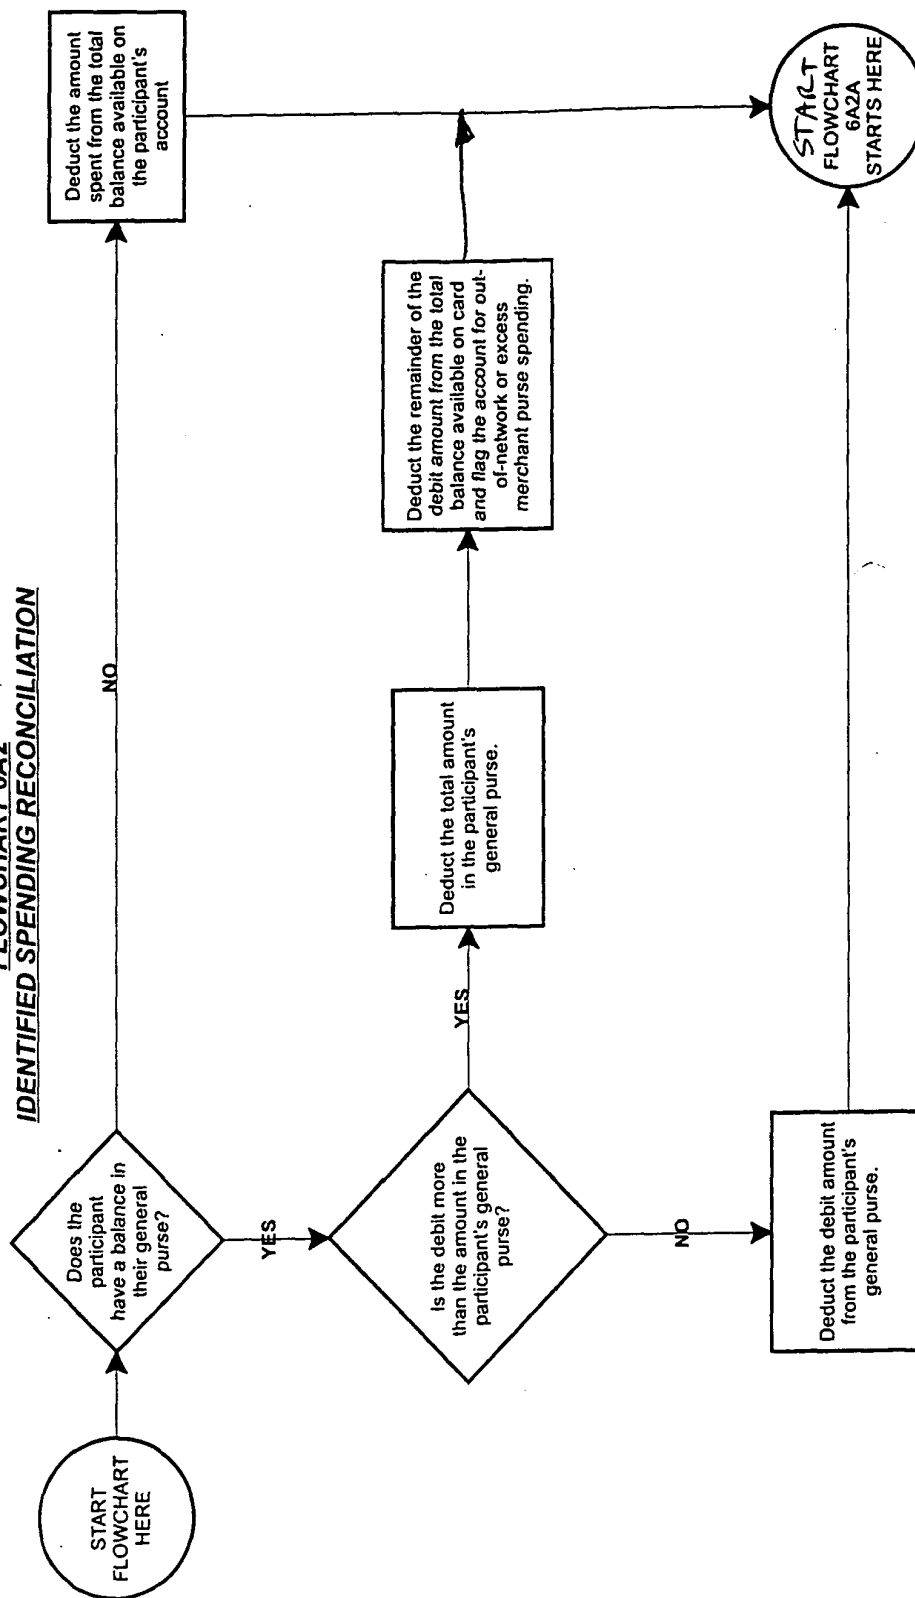 FLOWCHART 6A2
IDENTIFIED SPENDING RECONCILIATION
START
FLOWCHART
HERE
Does the
participant
have a balance in
their general
purse?
NO
Deduct the amount
spent from the total
balance available on
the participant's
account
YES
Is the debit more
than the amount in the
participant's general
purse?
YES
Deduct the total amount
in the participant's
general purse.
Deduct the remainder of the
debit amount from the total
balance available on card
and flag the account for out-
of-network or excess
merchant purse spending.
NO
Deduct the debit amount
from the participant's
general purse.
START
FLOWCHART
6A2A
STARTS HERE